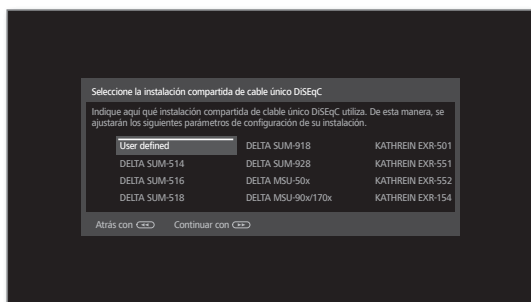 Seleccione la instalación compartida de cable único DiSEqC
Indique aquí qué instalación compartida de clable único DiSEqC utiliza. De esta manera, se
ajustarán los siguientes parámetros de configuración de su instalación.
User defined DELTA SUM-918 KATHREIN EXR-501
DELTA SUM-514 DELTA SUM-928 KATHREIN EXR-551
DELTA SUM-516 DELTA MSU-50x KATHREIN EXR-552
DELTA SUM-518 DELTA MSU-90x/170x KATHREIN EXR-154
Atrás con Continuar con